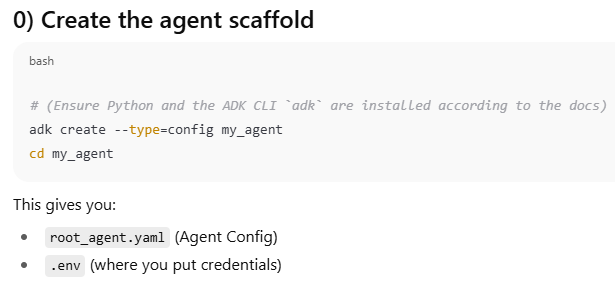 0) Create the agent scaffold
bash
# (Ensure Python and the ADK CLI `adk` are installed according to the docs)
adk create --type=config my_agent
cd my_agent
This gives you:
• root_agent.yaml (Agent Config)
• .env (where you put credentials)